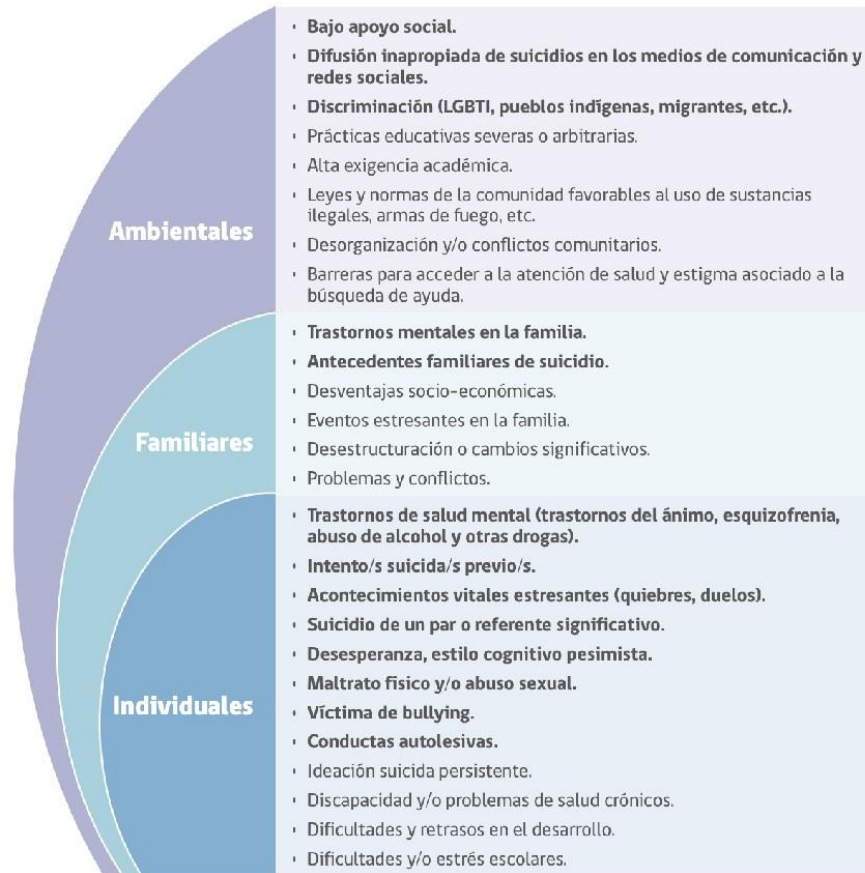 · Bajo apoyo social.
· Difusión inapropiada de suicidios en los medios de comunicación y
redes sociales.
· Discriminación (LGBTI, pueblos indígenas, migrantes, etc.).
· Prácticas educativas severas o arbitrarias.
· Alta exigencia académica.
· Leyes y normas de la comunidad favorables al uso de sustancias
ilegales, armas de fuego, etc.
Ambientales
· Desorganización y/o conflictos comunitarios.
· Barreras para acceder a la atención de salud y estigma asociado a la
búsqueda de ayuda.
· Trastornos mentales en la familia.
· Antecedentes familiares de suicidio.
· Desventajas socio-económicas.
· Eventos estresantes en la familia.
Familiares
· Desestructuración o cambios significativos.
· Problemas y conflictos.
· Trastornos de salud mental (trastornos del ánimo, esquizofrenia,
abuso de alcohol y otras drogas).
· Intento/s suicida/s previo/s.
· Acontecimientos vitales estresantes (quiebres, duelos).
· Suicidio de un par o referente significativo.
· Desesperanza, estilo cognitivo pesimista.
· Maltrato físico y/o abuso sexual.
Individuales
· Víctima de bullying.
· Conductas autolesivas.
· Ideación suicida persistente.
· Discapacidad y/o problemas de salud crónicos.
· Dificultades y retrasos en el desarrollo.
· Dificultades y/o estrés escolares.